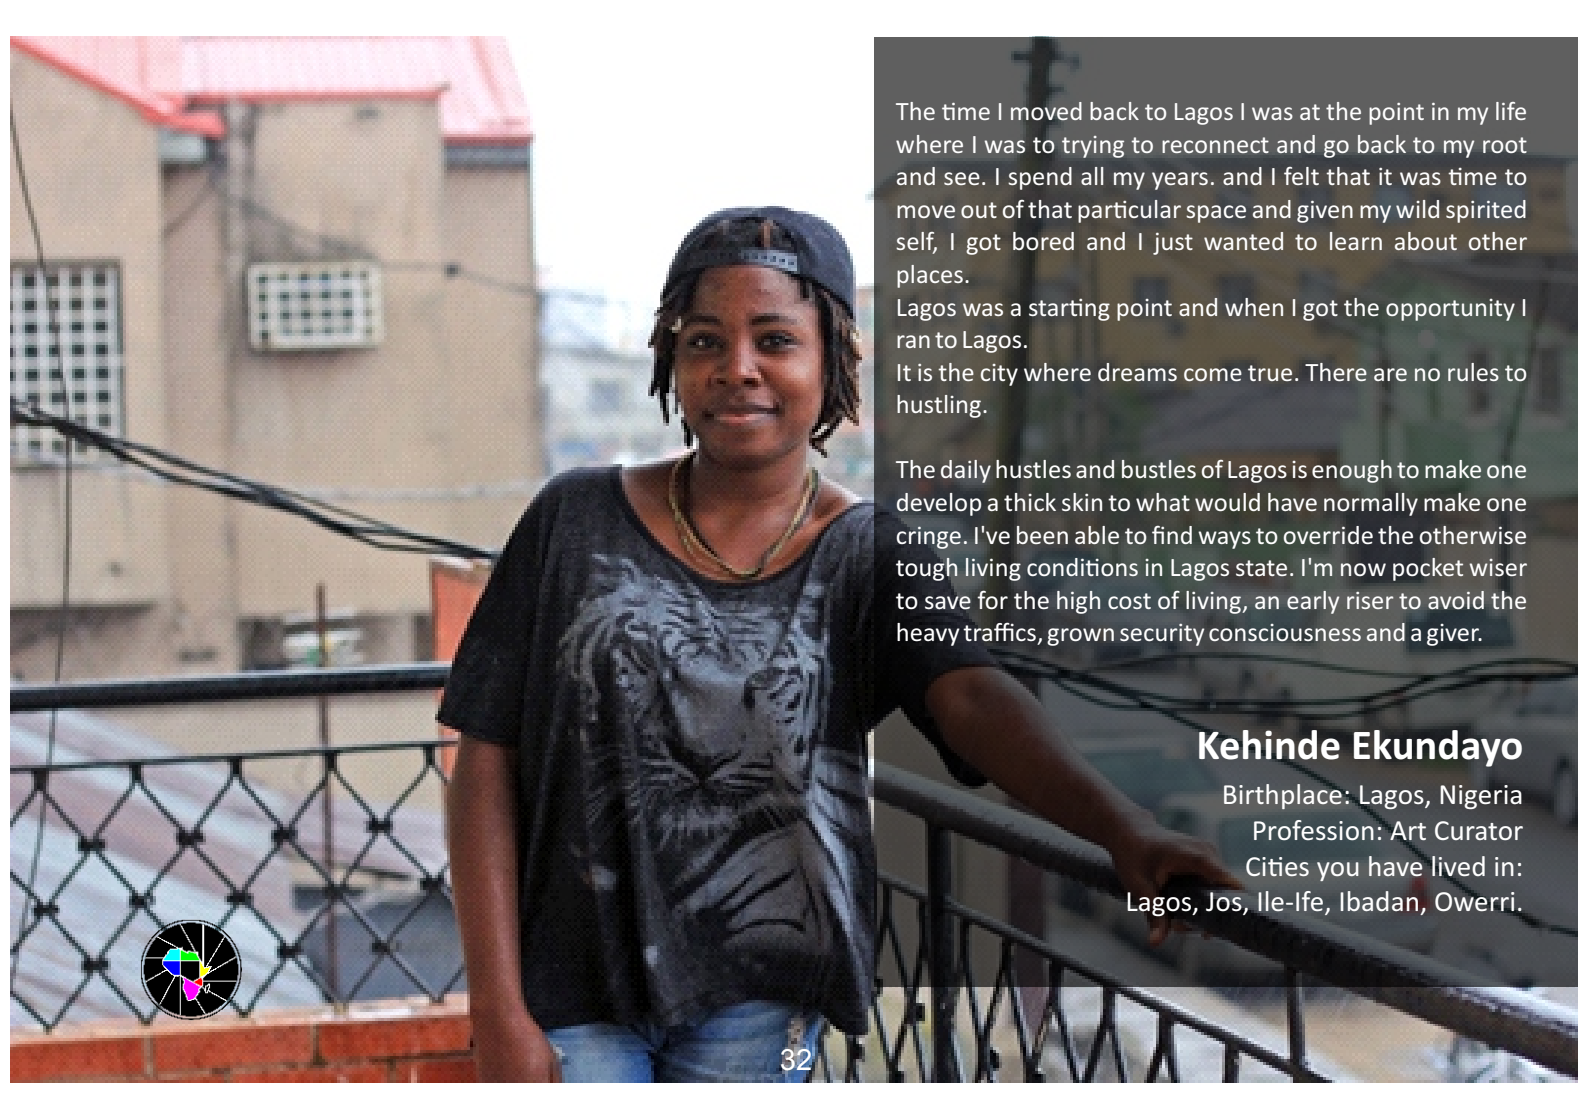 The time I moved back to Lagos I was at the point in my life
where I was to trying to reconnect and go back to my root
and see. I spend all my years. and I felt that it was time to
move out of that particular space and given my wild spirited
self, I got bored and I just wanted to learn about other
places.
Lagos was a starting point and when I got the opportunity I
ran to Lagos.
It is the city where dreams come true. There are no rules to
hustling.
The daily hustles and bustles of Lagos is enough to make one
develop a thick skin to what would have normally make one
cringe. I've been able to find ways to override the otherwise
tough living conditions in Lagos state. I'm now pocket wiser
to save for the high cost of living, an early riser to avoid the
heavy traffics, grown security consciousness and a giver.
Kehinde Ekundayo
Birthplace: Lagos, Nigeria
Profession: Art Curator
Cities you have lived in:
Lagos, Jos, Ile-Ife, Ibadan, Owerri.
32